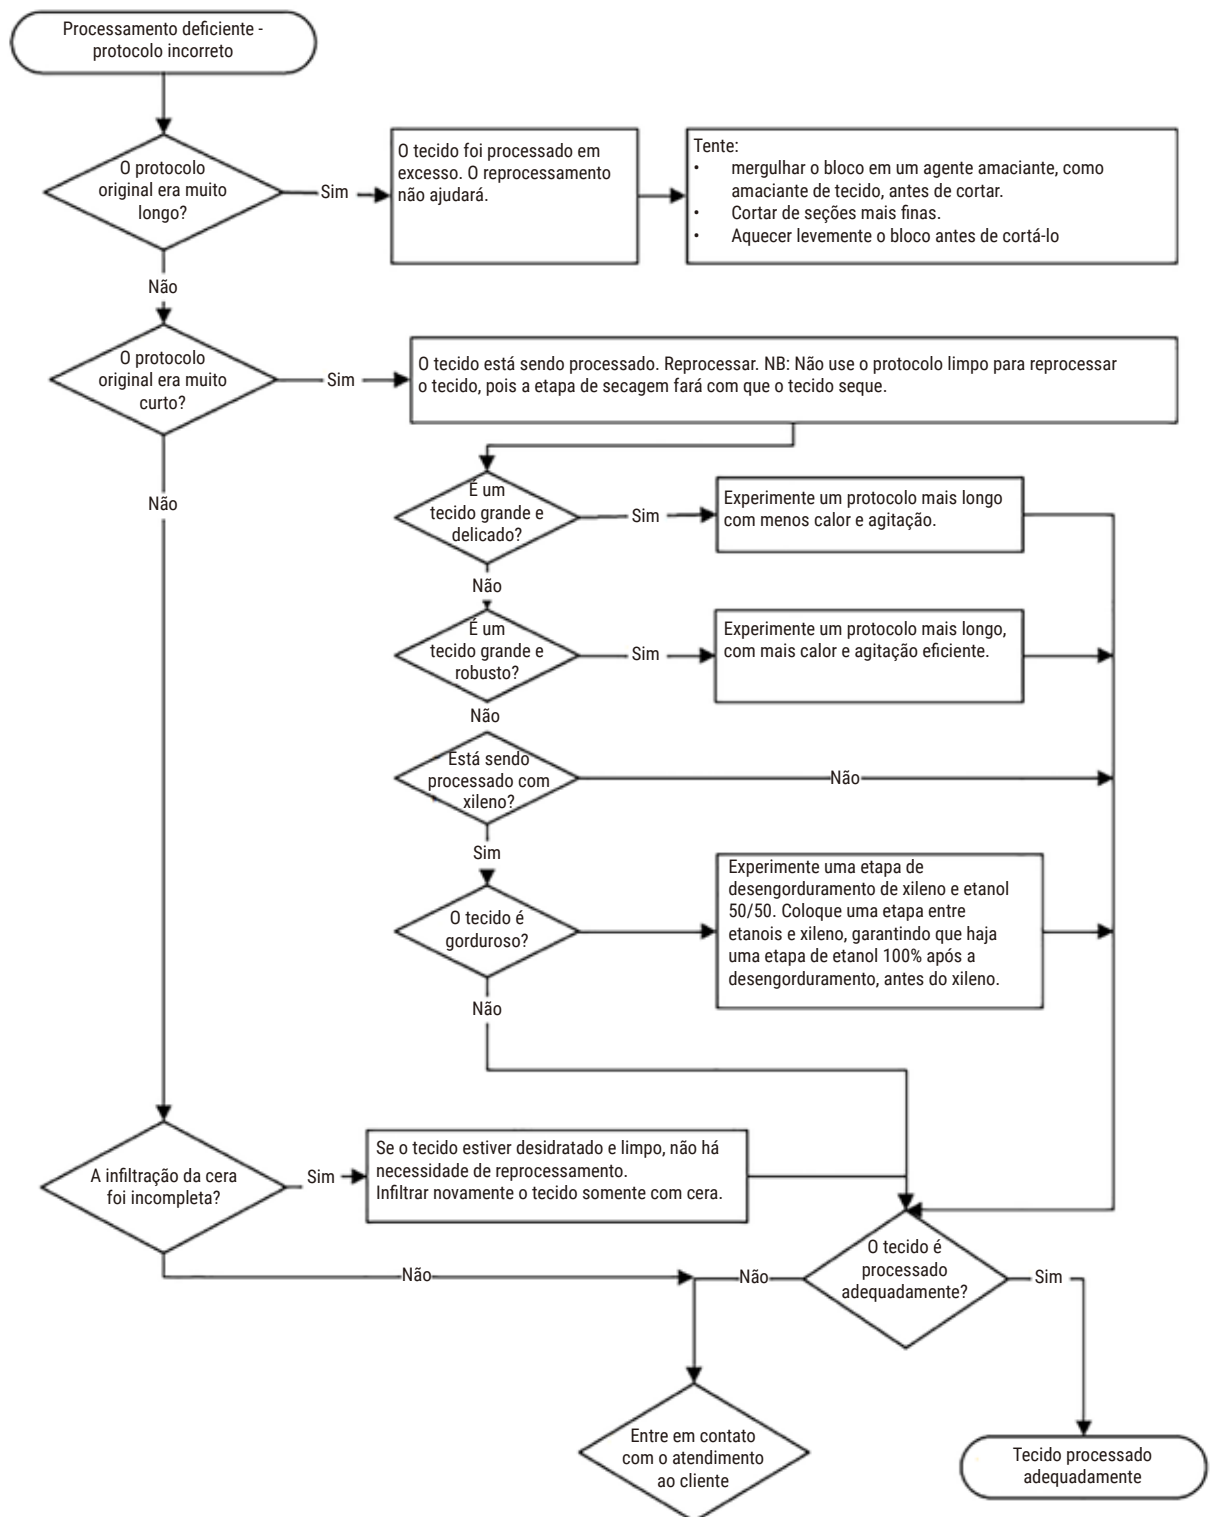 Processamento deficiente -
protocolo incorreto
O protocolo
original era muito
longo?
Sim
O tecido foi processado em
excesso. O reprocessamento
não ajudará.
Tente:
• mergulhar o bloco em um agente amaciante, como
amaciante de tecido, antes de cortar.
• Cortar de seções mais finas.
• Aquecer levemente o bloco antes de cortá-lo
Não
O protocolo
original era muito
curto?
Sim
O tecido está sendo processado. Reprocessar. NB: Não use o protocolo limpo para reprocessar
o tecido, pois a etapa de secagem fará com que o tecido seque.
Não
É um
tecido grande e
delicado?
Sim
Experimente um protocolo mais longo
com menos calor e agitação.
Não
É um
tecido grande e
robusto?
Sim
Experimente um protocolo mais longo,
com mais calor e agitação eficiente.
Não
Está sendo
processado com
xileno?
Não
Sim
O tecido é
gorduroso?
Experimente uma etapa de
desengorduramento de xileno e etanol
50/50. Coloque uma etapa entre
etanois e xileno, garantindo que haja
uma etapa de etanol 100% após a
desengorduramento, antes do xileno.
Não
A infiltração da cera
foi incompleta?
Sim
Se o tecido estiver desidratado e limpo, não há
necessidade de reprocessamento.
Infiltrar novamente o tecido somente com cera.
Não
O tecido é
processado
adequadamente?
Não
Sim
Entre em contato
com o atendimento
ao cliente
Tecido processado
adequadamente